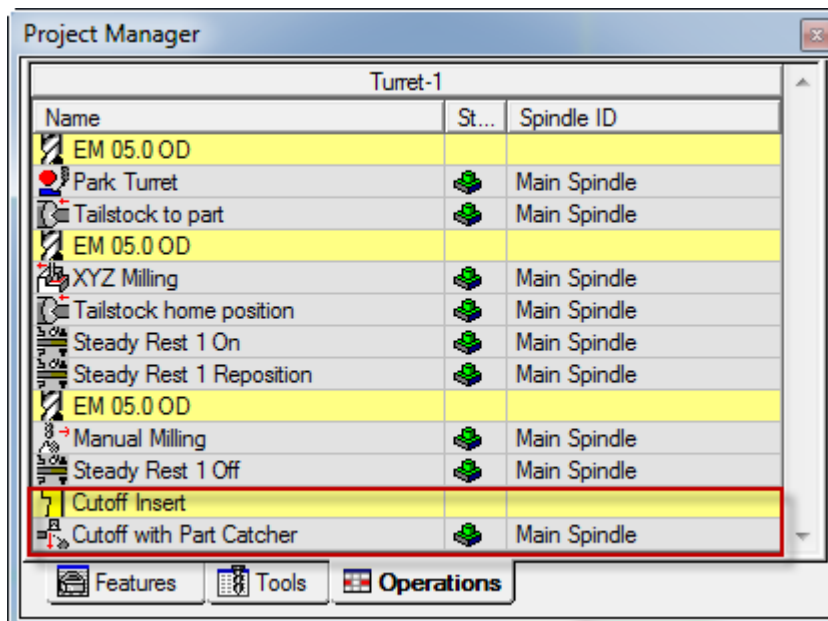 Project Manager
Turret-1
Name St... Spindle ID
EM 05.0 OD
Park Turret Main Spindle
Tailstock to part Main Spindle
EM 05.0 OD
XYZ Milling Main Spindle
Tailstock home position Main Spindle
Steady Rest 1 On Main Spindle
Steady Rest 1 Reposition Main Spindle
EM 05.0 OD
Manual Milling Main Spindle
Steady Rest 1 Off Main Spindle
Cutoff Insert
Cutoff with Part Catcher Main Spindle
Features Tools Operations